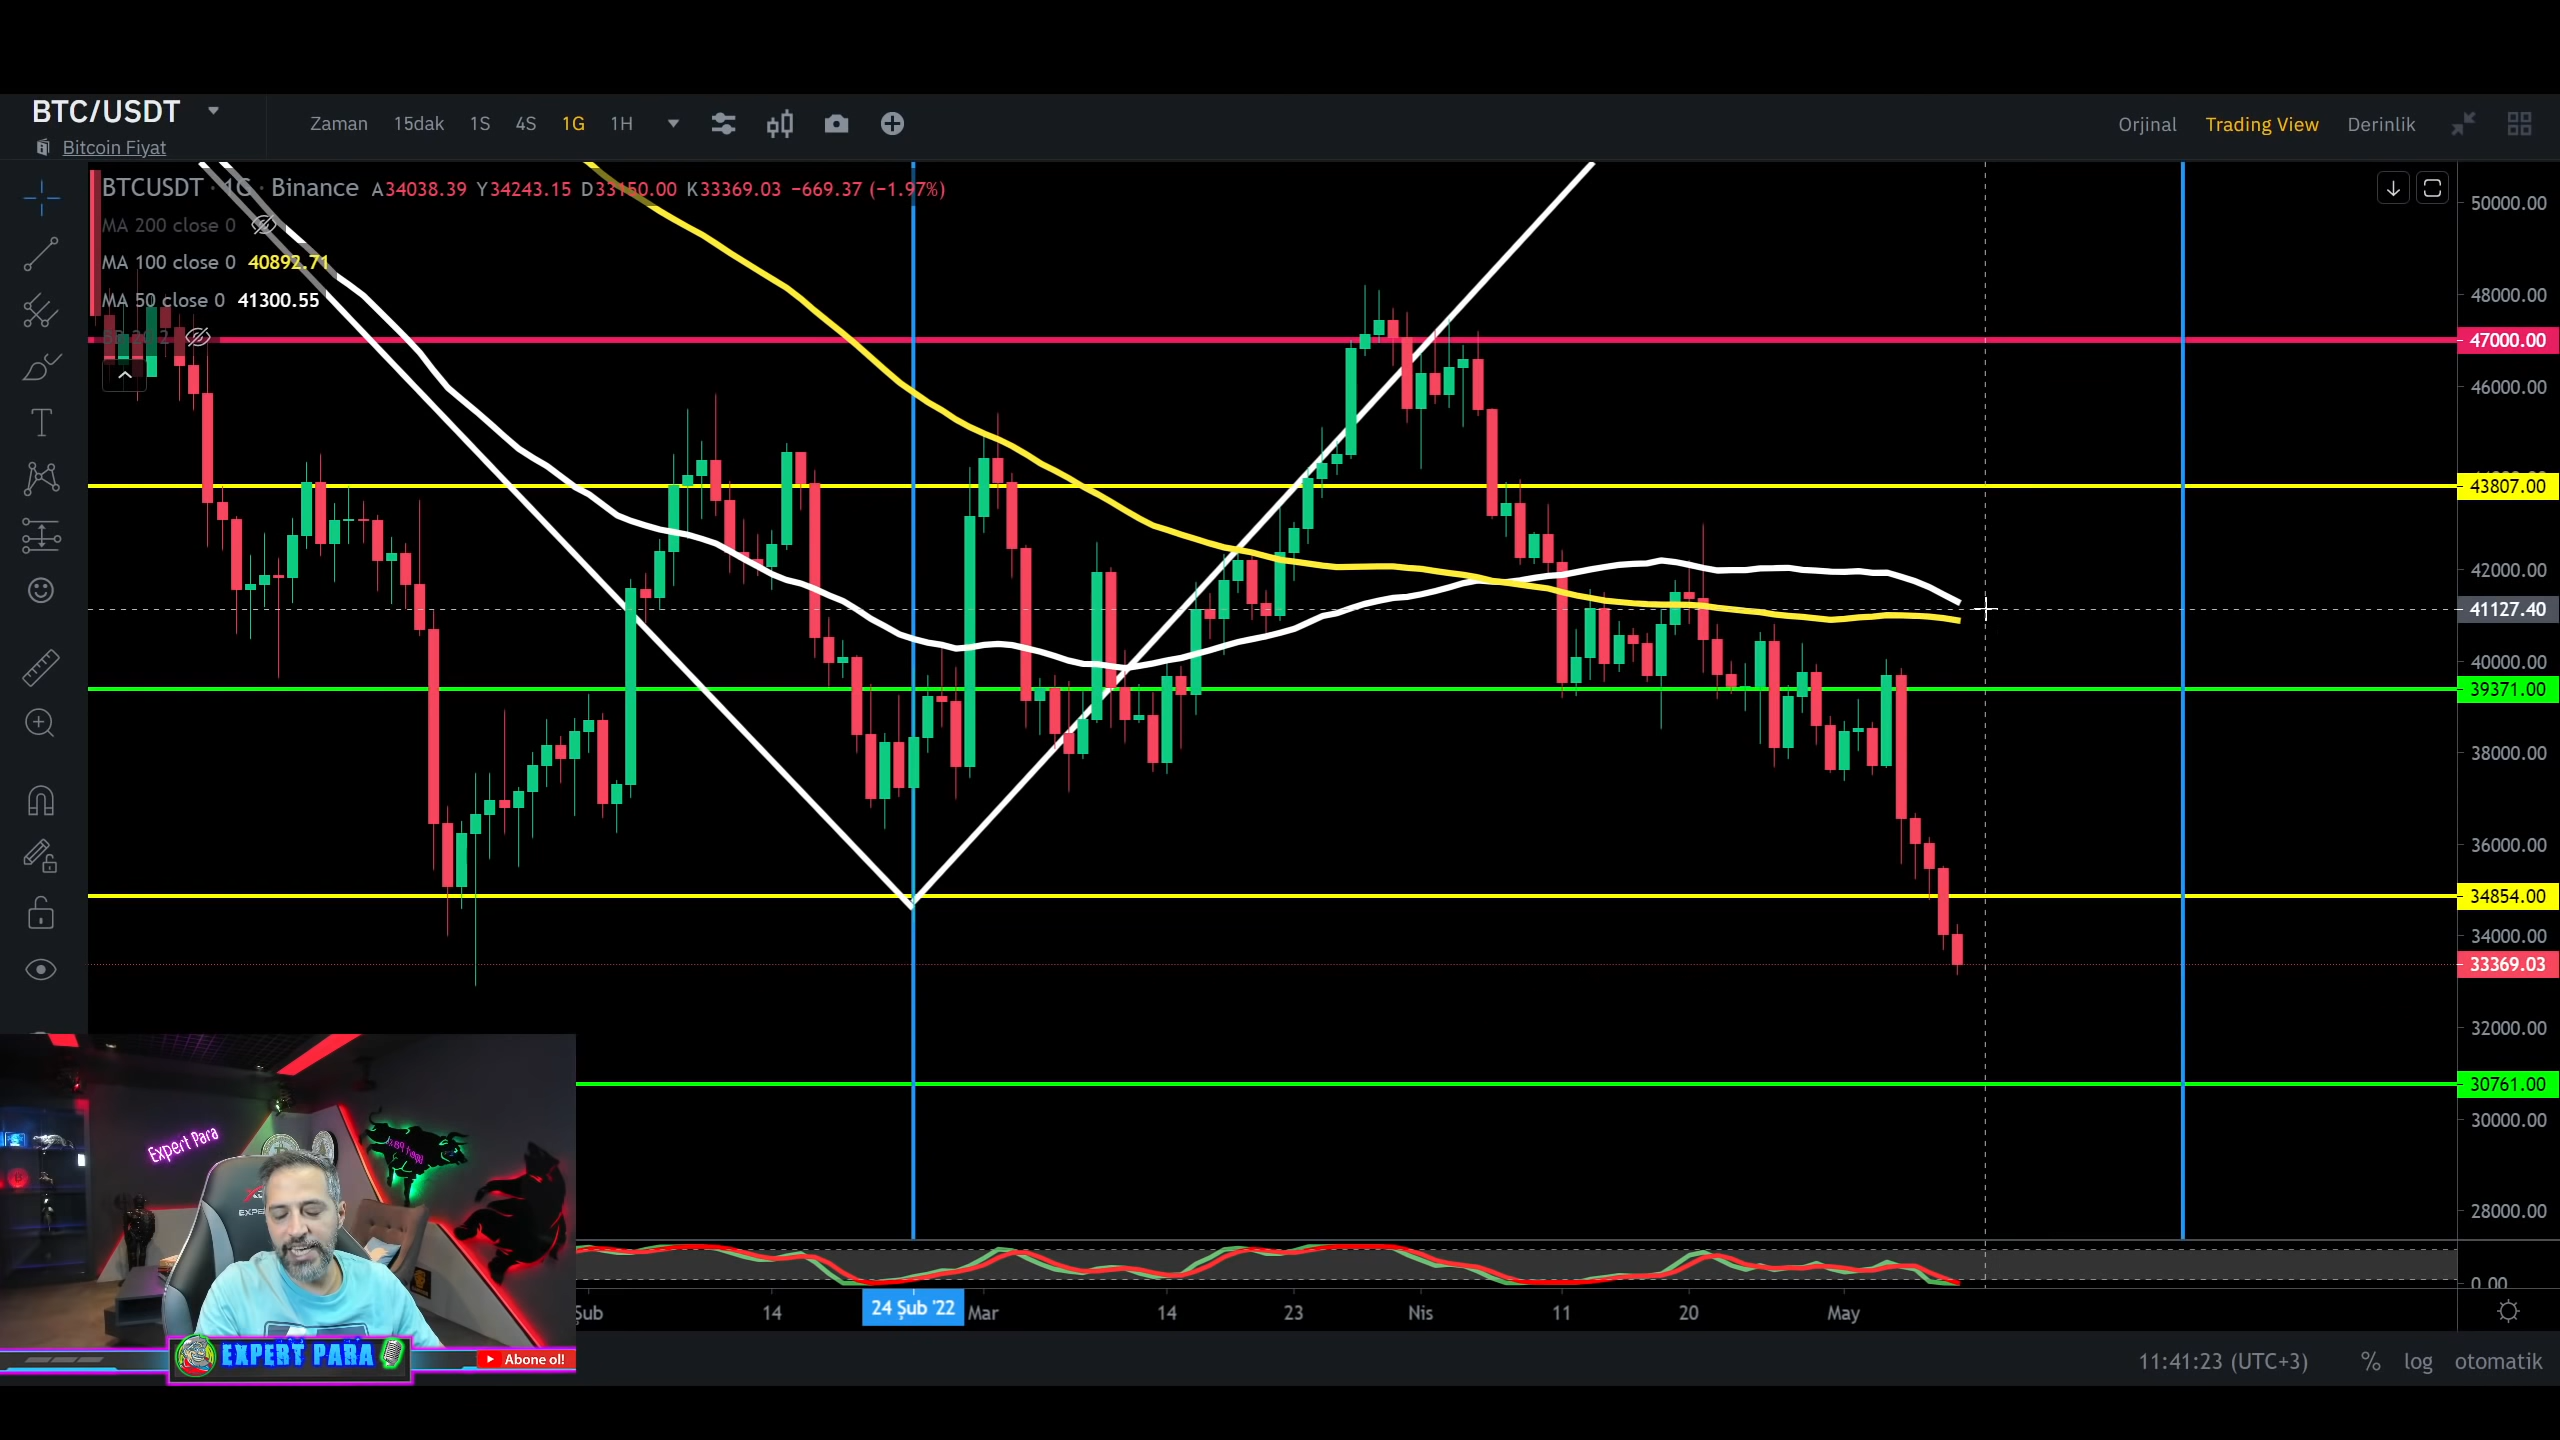 BTC/USDT
Bitcoin Fiyat
Zaman 15dak 1S 4S 1G 1H
Orjinal Trading View Derinlik
BTCUSDT · 1G · Binance A34038.39 Y34243.15 D33150.00 K33369.03 −669.37 (−1.97%)
MA 200 close 0
MA 100 close 0 40892.71
MA 50 close 0 41300.55
50000.00
48000.00
47000.00
46000.00
43807.00
42000.00
41127.40
40000.00
39371.00
38000.00
36000.00
34854.00
34000.00
33369.03
32000.00
30761.00
30000.00
28000.00
0.00
Şub 14 24 Şub '22 Mar 14 23 Nis 11 20 May
11:41:23 (UTC+3) % log otomatik
Expert Para
EXPERT PARA
Abone ol!